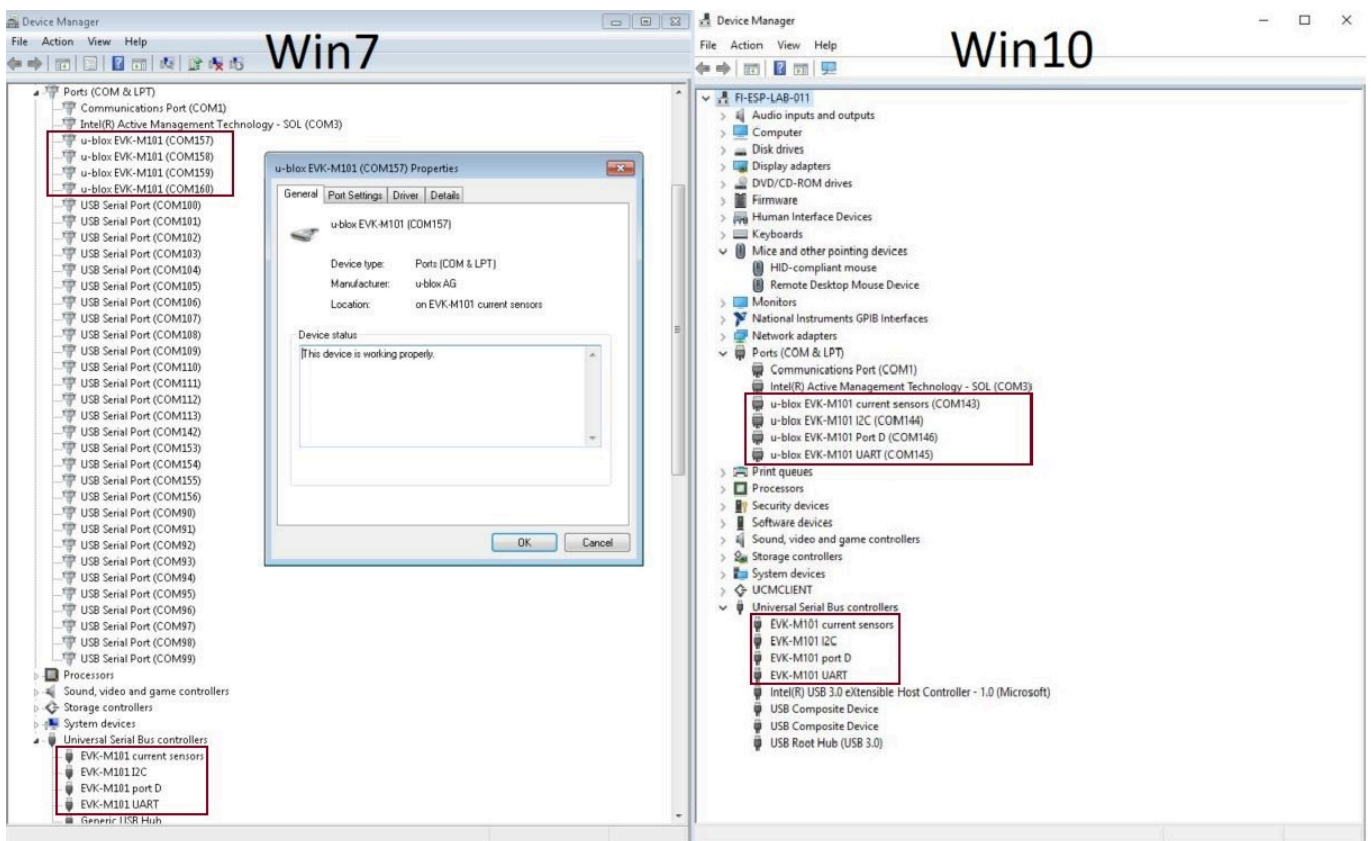 Device Manager
File Action View Help
Win7
Ports (COM & LPT)
Communications Port (COM1)
Intel(R) Active Management Technology - SOL (COM3)
u-blox EVK-M101 (COM157)
u-blox EVK-M101 (COM158)
u-blox EVK-M101 (COM159)
u-blox EVK-M101 (COM160)
USB Serial Port (COM100)
USB Serial Port (COM101)
USB Serial Port (COM102)
USB Serial Port (COM103)
USB Serial Port (COM104)
USB Serial Port (COM105)
USB Serial Port (COM106)
USB Serial Port (COM107)
USB Serial Port (COM108)
USB Serial Port (COM109)
USB Serial Port (COM110)
USB Serial Port (COM111)
USB Serial Port (COM112)
USB Serial Port (COM113)
USB Serial Port (COM142)
USB Serial Port (COM153)
USB Serial Port (COM154)
USB Serial Port (COM155)
USB Serial Port (COM156)
USB Serial Port (COM90)
USB Serial Port (COM91)
USB Serial Port (COM92)
USB Serial Port (COM93)
USB Serial Port (COM94)
USB Serial Port (COM95)
USB Serial Port (COM96)
USB Serial Port (COM97)
USB Serial Port (COM98)
USB Serial Port (COM99)
Processors
Sound, video and game controllers
Storage controllers
System devices
Universal Serial Bus controllers
EVK-M101 current sensors
EVK-M101 I2C
EVK-M101 port D
EVK-M101 UART
Generic USB Hub
u-blox EVK-M101 (COM157) Properties
General Port Settings Driver Details
u-blox EVK-M101 (COM157)
Device type: Ports (COM & LPT)
Manufacturer: u-blox AG
Location: on EVK-M101 current sensors
Device status
This device is working properly.
OK Cancel
Device Manager
File Action View Help
Win10
FI-ESP-LAB-011
Audio inputs and outputs
Computer
Disk drives
Display adapters
DVD/CD-ROM drives
Firmware
Human Interface Devices
Keyboards
Mice and other pointing devices
HID-compliant mouse
Remote Desktop Mouse Device
Monitors
National Instruments GPIB Interfaces
Network adapters
Ports (COM & LPT)
Communications Port (COM1)
Intel(R) Active Management Technology - SOL (COM3)
u-blox EVK-M101 current sensors (COM143)
u-blox EVK-M101 I2C (COM144)
u-blox EVK-M101 Port D (COM146)
u-blox EVK-M101 UART (COM145)
Print queues
Processors
Security devices
Software devices
Sound, video and game controllers
Storage controllers
System devices
UCMCLIENT
Universal Serial Bus controllers
EVK-M101 current sensors
EVK-M101 I2C
EVK-M101 port D
EVK-M101 UART
Intel(R) USB 3.0 eXtensible Host Controller - 1.0 (Microsoft)
USB Composite Device
USB Composite Device
USB Root Hub (USB 3.0)